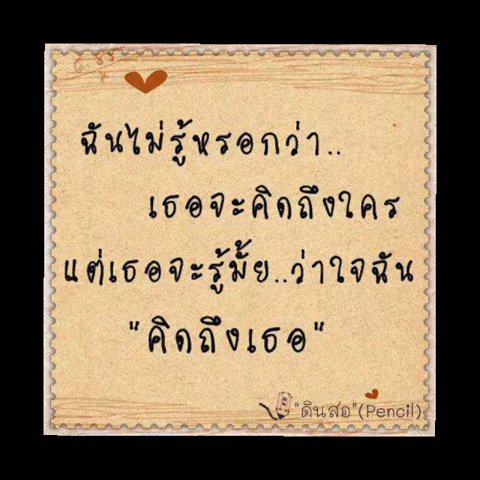 ฉันไม่รู้หรอกว่า..
เธอจะคิดถึงใคร
แต่เธอจะรู้มั้ย..ว่าใจฉัน
"คิดถึงเธอ"
"ดินสอ"(Pencil)